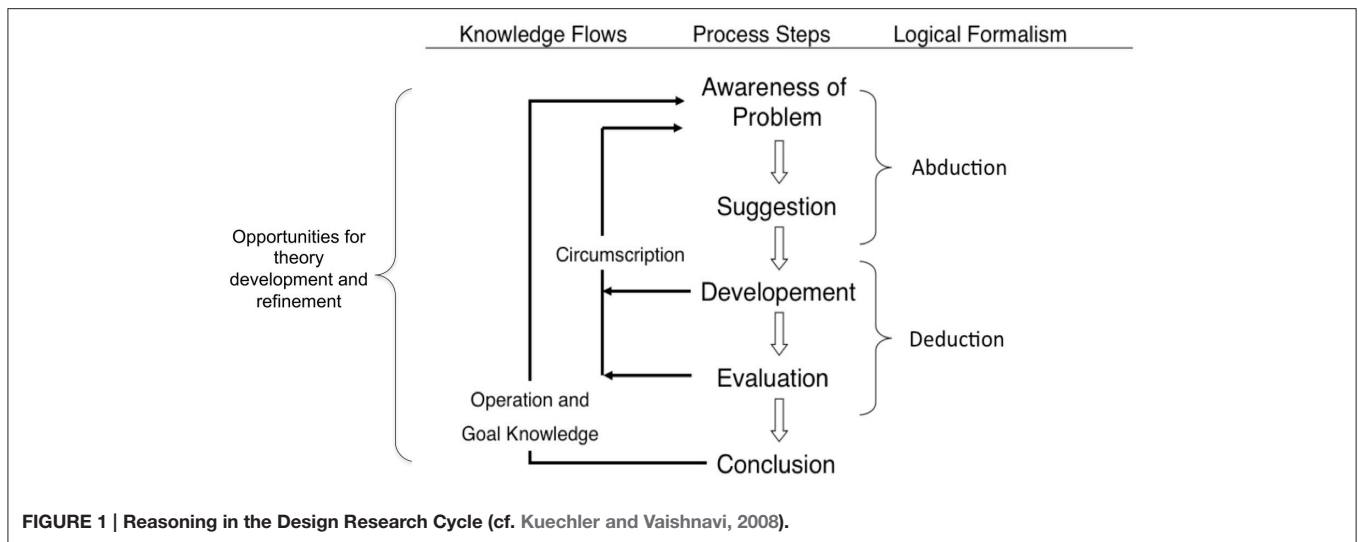 Knowledge Flows Process Steps Logical Formalism
Awareness of
Problem
Abduction
Suggestion
Opportunities for
theory
development and
refinement
Circumscription
Developement
Deduction
Evaluation
Operation and
Goal Knowledge
Conclusion
FIGURE 1 | Reasoning in the Design Research Cycle (cf. Kuechler and Vaishnavi, 2008).